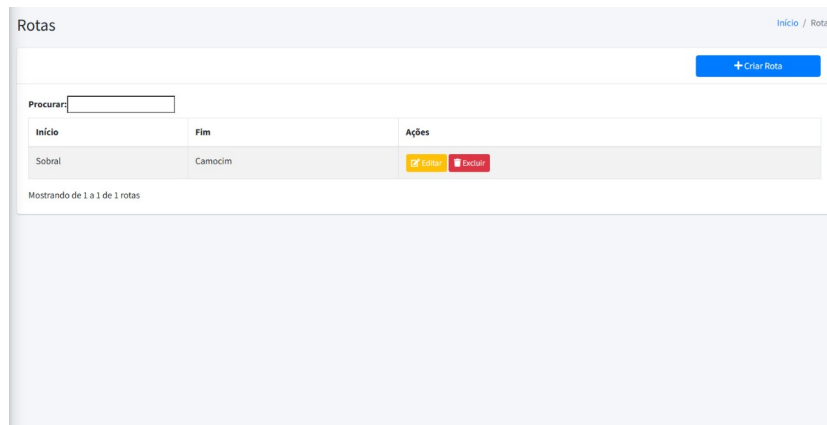 Rotas
Início / Rota
Criar Rota
Procurar:
Início Fim Ações
Sobral Camocim Editar Excluir
Mostrando de 1 a 1 de 1 rotas